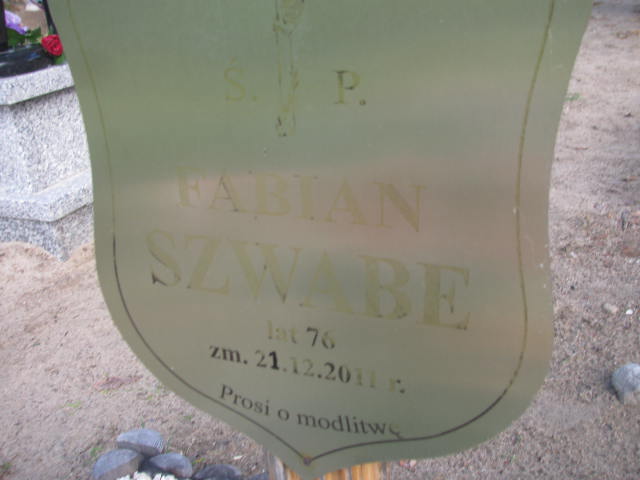 Ś. P.
FABIAN
SZWABE
lat 76
zm. 21.12.2011 r.
Prosi o modlitwę